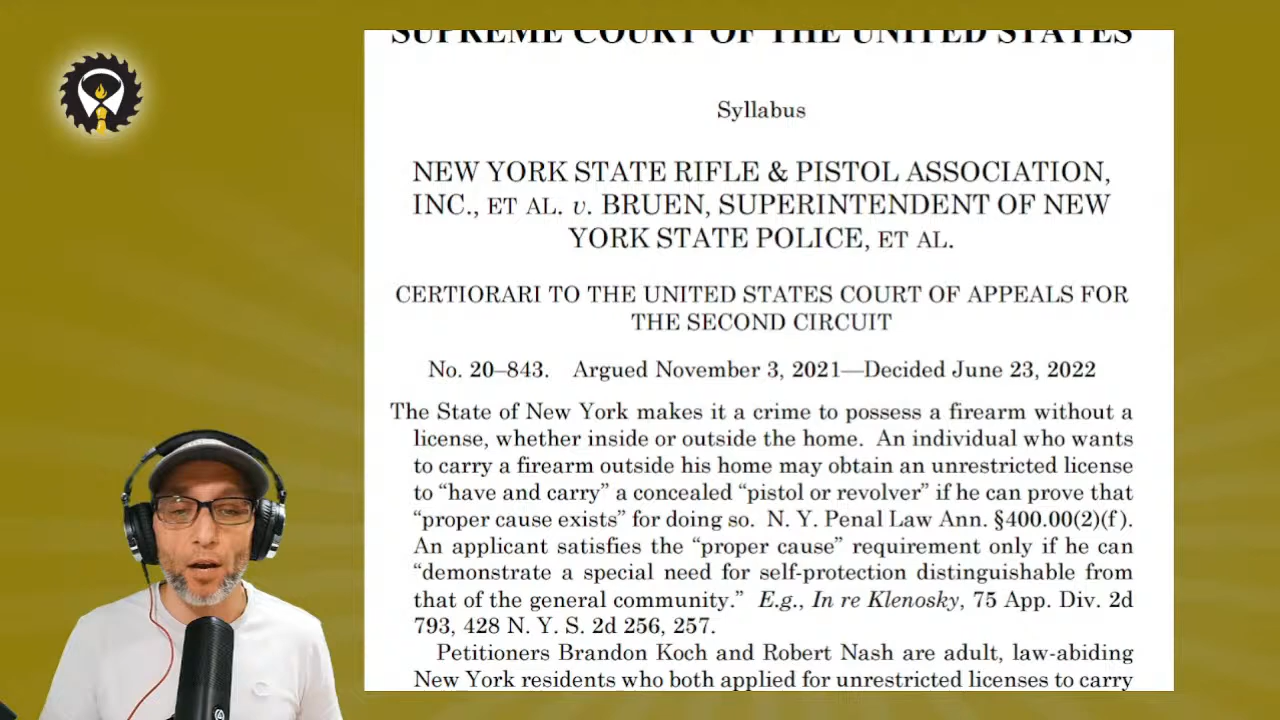 SUPREME COURT OF THE UNITED STATES
Syllabus
NEW YORK STATE RIFLE & PISTOL ASSOCIATION,
INC., ET AL. v. BRUEN, SUPERINTENDENT OF NEW
YORK STATE POLICE, ET AL.
CERTIORARI TO THE UNITED STATES COURT OF APPEALS FOR
THE SECOND CIRCUIT
No. 20–843. Argued November 3, 2021—Decided June 23, 2022
The State of New York makes it a crime to possess a firearm without a
license, whether inside or outside the home. An individual who wants
to carry a firearm outside his home may obtain an unrestricted license
to “have and carry” a concealed “pistol or revolver” if he can prove that
“proper cause exists” for doing so. N. Y. Penal Law Ann. §400.00(2)(f).
An applicant satisfies the “proper cause” requirement only if he can
“demonstrate a special need for self-protection distinguishable from
that of the general community.” E.g., In re Klenosky, 75 App. Div. 2d
793, 428 N. Y. S. 2d 256, 257.
Petitioners Brandon Koch and Robert Nash are adult, law-abiding
New York residents who both applied for unrestricted licenses to carry